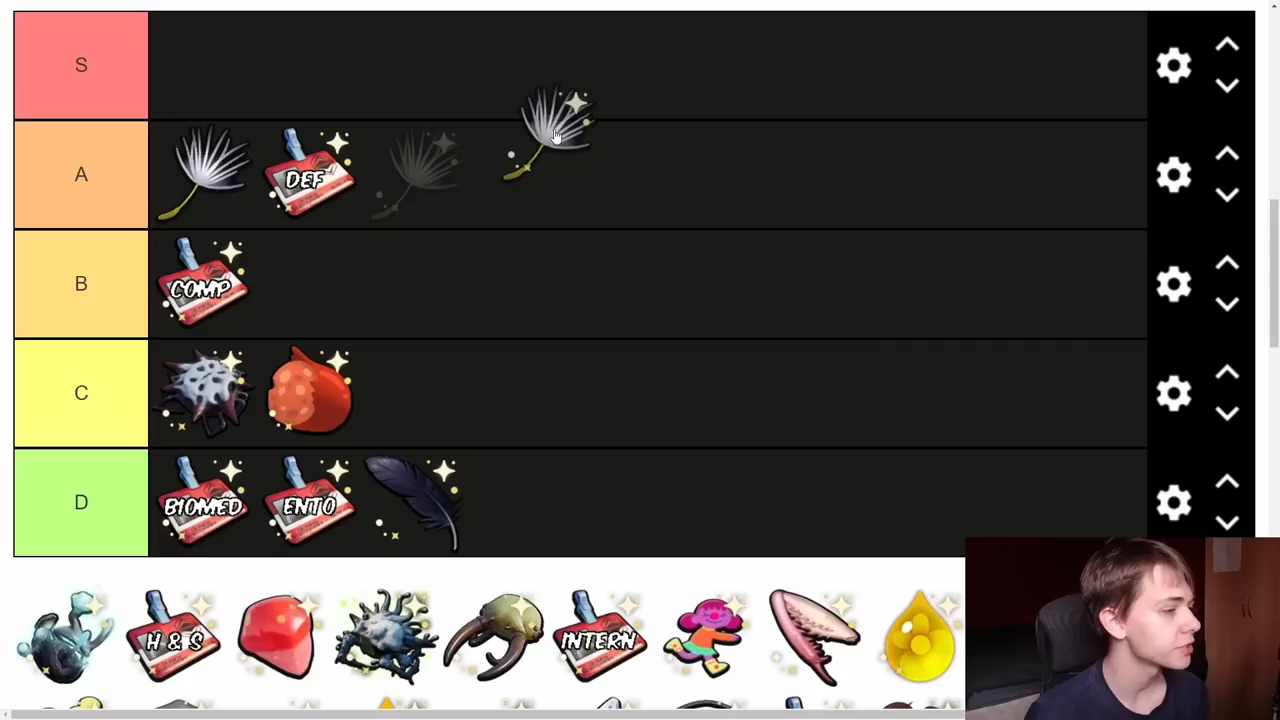 S
A
DEF
B
COMP
C
D
BIOMED
ENTO
H & S
INTERN